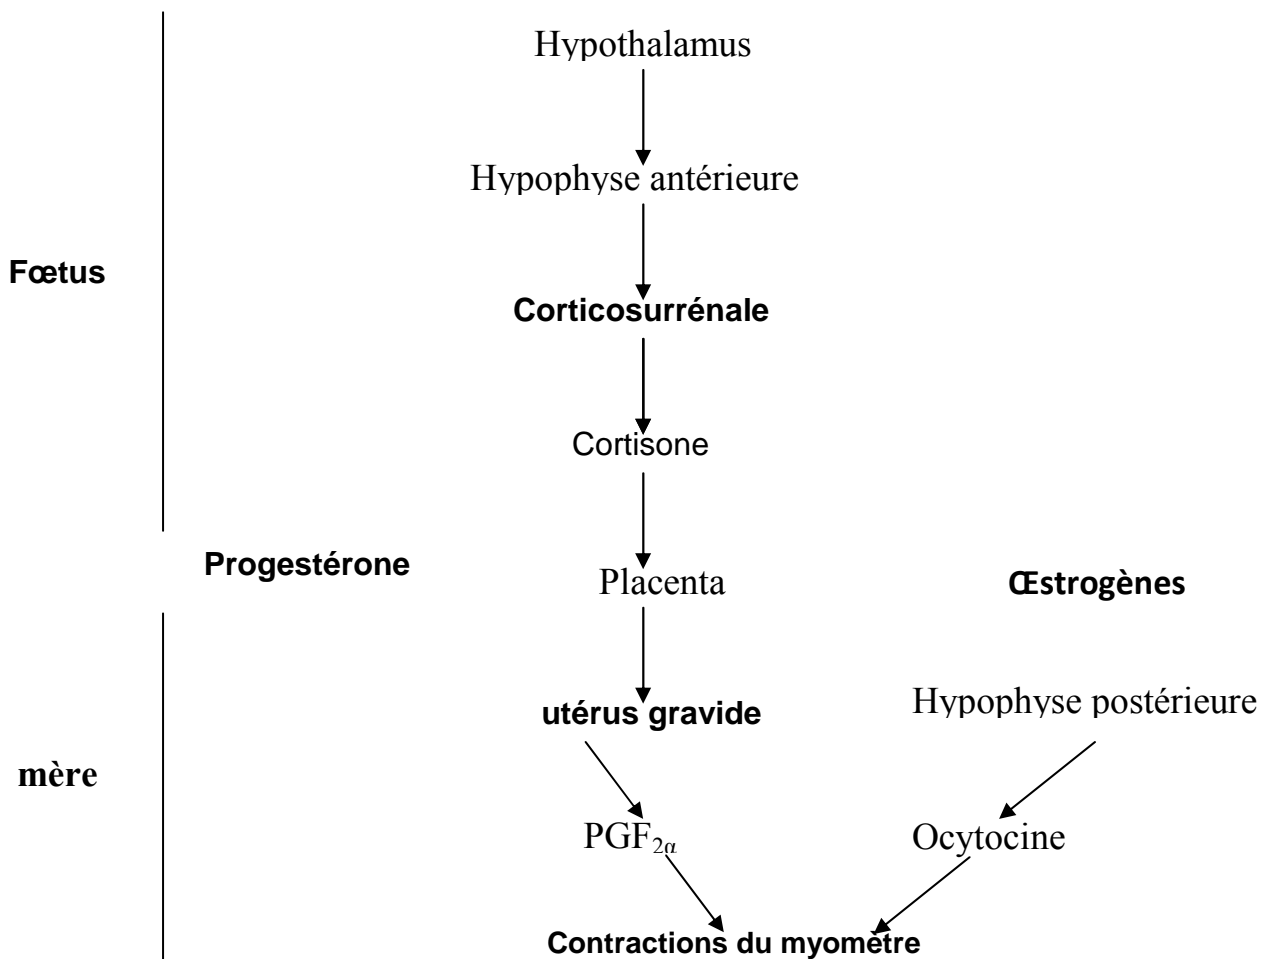 Hypothalamus
Hypophyse antérieure
Fœtus
Corticosurrénale
Cortisone
Progestérone
Placenta
Œstrogènes
utérus gravide
Hypophyse postérieure
mère
PGF₂α
Ocytocine
Contractions du myomètre